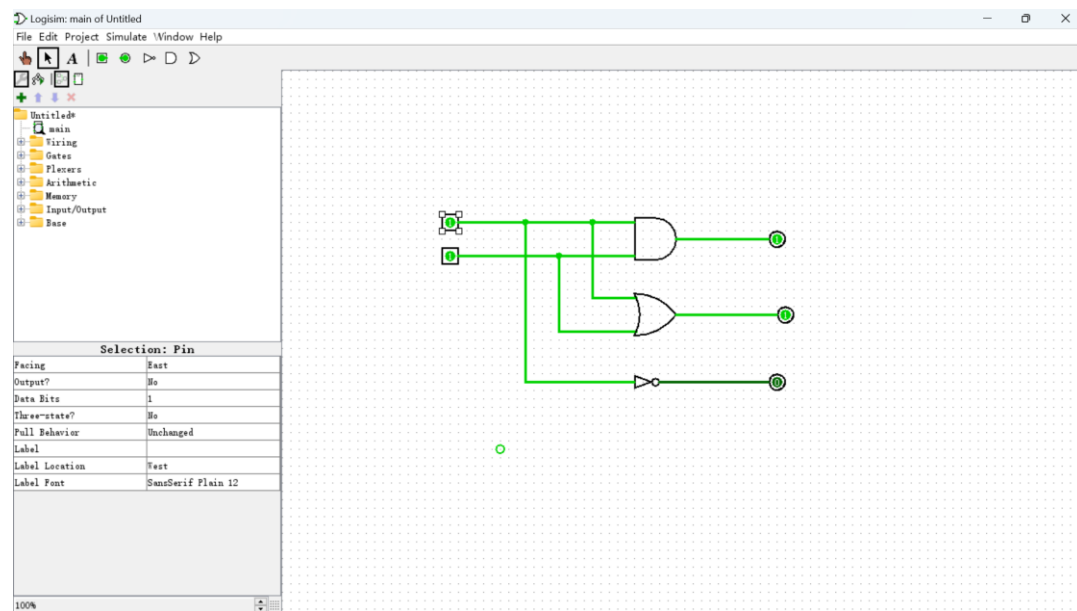 Logisim: main of Untitled
File Edit Project Simulate Window Help
A
Untitled*
main
Wiring
Gates
Plexers
Arithmetic
Memory
Input/Output
Base
Selection: Pin
Facing East
Output? No
Data Bits 1
Three-state? No
Pull Behavior Unchanged
Label
Label Location West
Label Font SansSerif Plain 12
100%
1
1
1
1
0